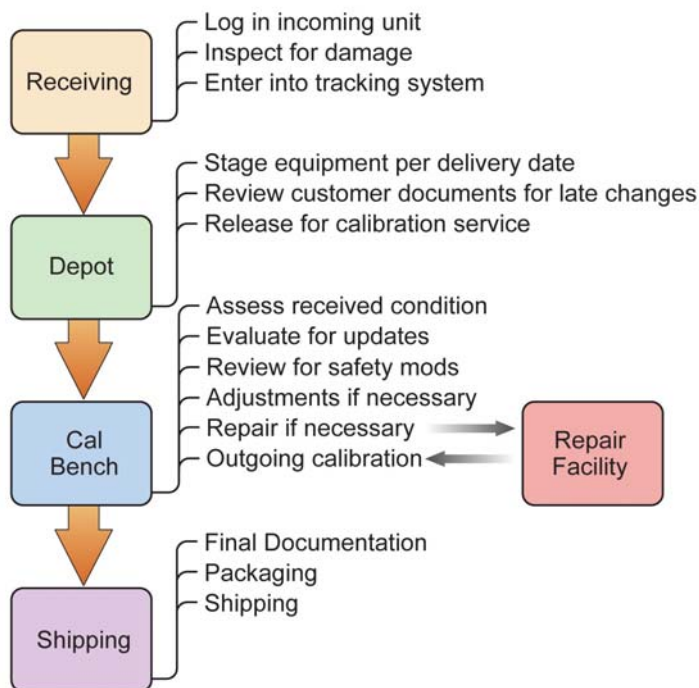 Receiving
Log in incoming unit
Inspect for damage
Enter into tracking system
Depot
Stage equipment per delivery date
Review customer documents for late changes
Release for calibration service
Cal
Bench
Assess received condition
Evaluate for updates
Review for safety mods
Adjustments if necessary
Repair if necessary
Outgoing calibration
Repair
Facility
Shipping
Final Documentation
Packaging
Shipping